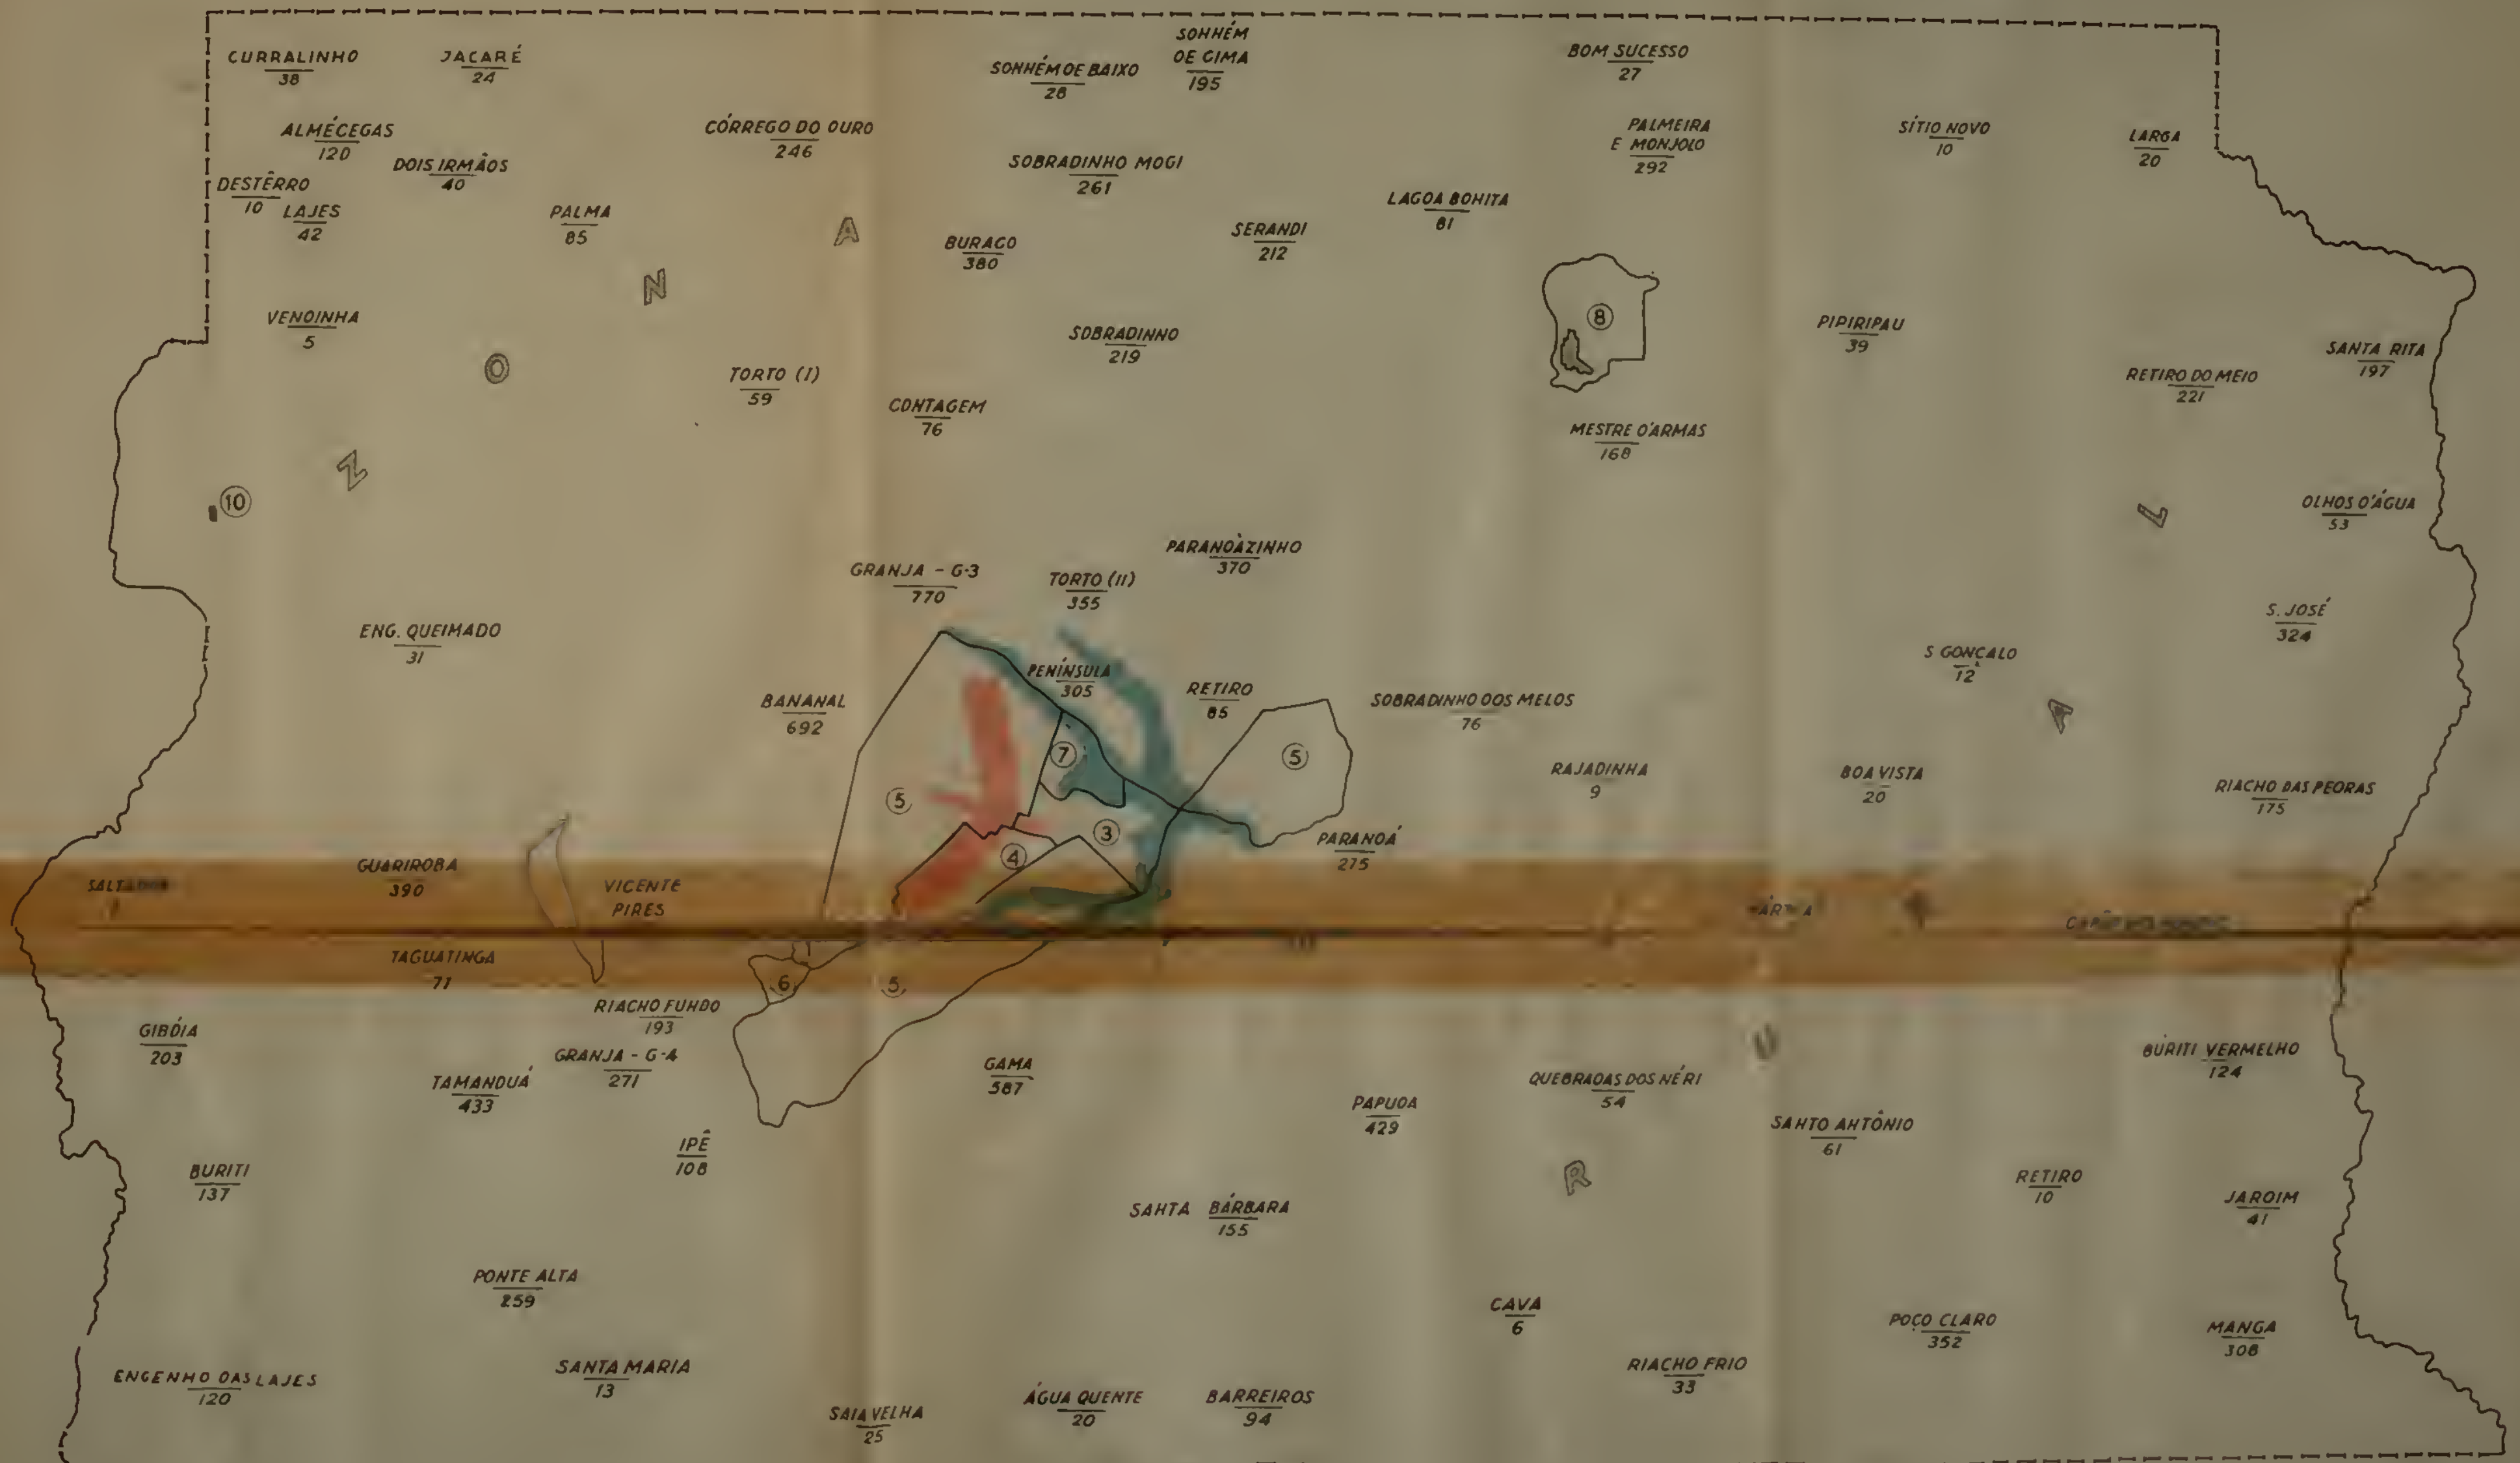 SONHÉM
CURRALINHO
38
JACARÉ
24
SONHÉM DE BAIXO
28
DE CIMA
195
BOM SUCESSO
27
ALMÉCEGAS
120
DOIS IRMÃOS
40
CÓRREGO DO OURO
246
SOBRADINHO MOGI
261
PALMEIRA
E MONJOLO
292
SÍTIO NOVO
10
LARGA
20
DESTÊRRO
10
LAJES
42
PALMA
85
A
BURACO
380
SERANDI
212
LAGOA BONITA
81
N
VENDINHA
5
O
TORTO (I)
59
CONTAGEM
76
SOBRADINHO
219
8
PIPIRIPAU
39
RETIRO DO MEIO
221
SANTA RITA
197
Z
MESTRE D'ARMAS
168
10
L
OLHOS D'ÁGUA
53
GRANJA - G-3
770
TORTO (II)
355
PARANOÀZINHO
370
ENG. QUEIMADO
31
S. JOSÉ
324
S GONÇALO
12
BANANAL
692
PENÍNSULA
305
RETIRO
85
SOBRADINHO DOS MELOS
76
A
5
7
5
3
4
RAJADINHA
9
BOA VISTA
20
RIACHO DAS PEDRAS
175
PARANOÁ
275
GUARIROBA
390
VICENTE
PIRES
TAGUATINGA
71
6
5
RIACHO FUNDO
193
GIBÓIA
203
GRANJA - G-4
271
TAMANDUÁ
433
GAMA
587
U
QUEBRADAS DOS NÉRI
54
BURITI VERMELHO
124
PAPUDA
429
SANTO ANTÔNIO
61
IPÊ
108
BURITI
137
R
RETIRO
10
JARDIM
41
SANTA BÁRBARA
155
PONTE ALTA
259
CAVA
6
POÇO CLARO
352
MANGA
308
ENGENHO DAS LAJES
120
SANTA MARIA
13
RIACHO FRIO
33
SAIA VELHA
25
ÁGUA QUENTE
20
BARREIROS
94